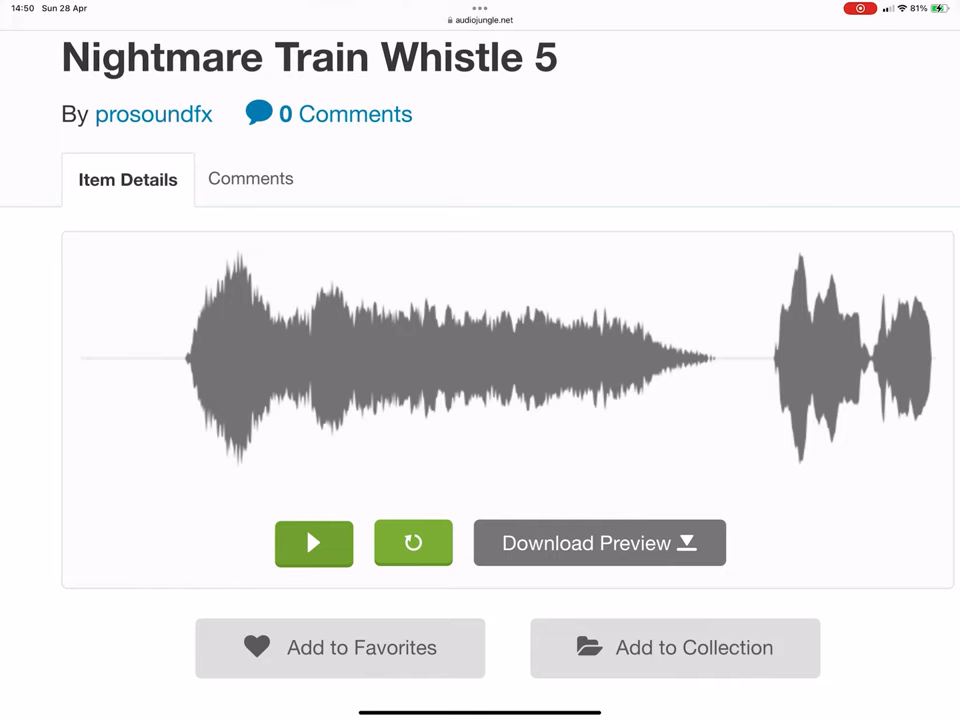 14:50 Sun 28 Apr
81%
audiojungle.net
Nightmare Train Whistle 5
By prosoundfx 0 Comments
Item Details Comments
Download Preview
Add to Favorites Add to Collection